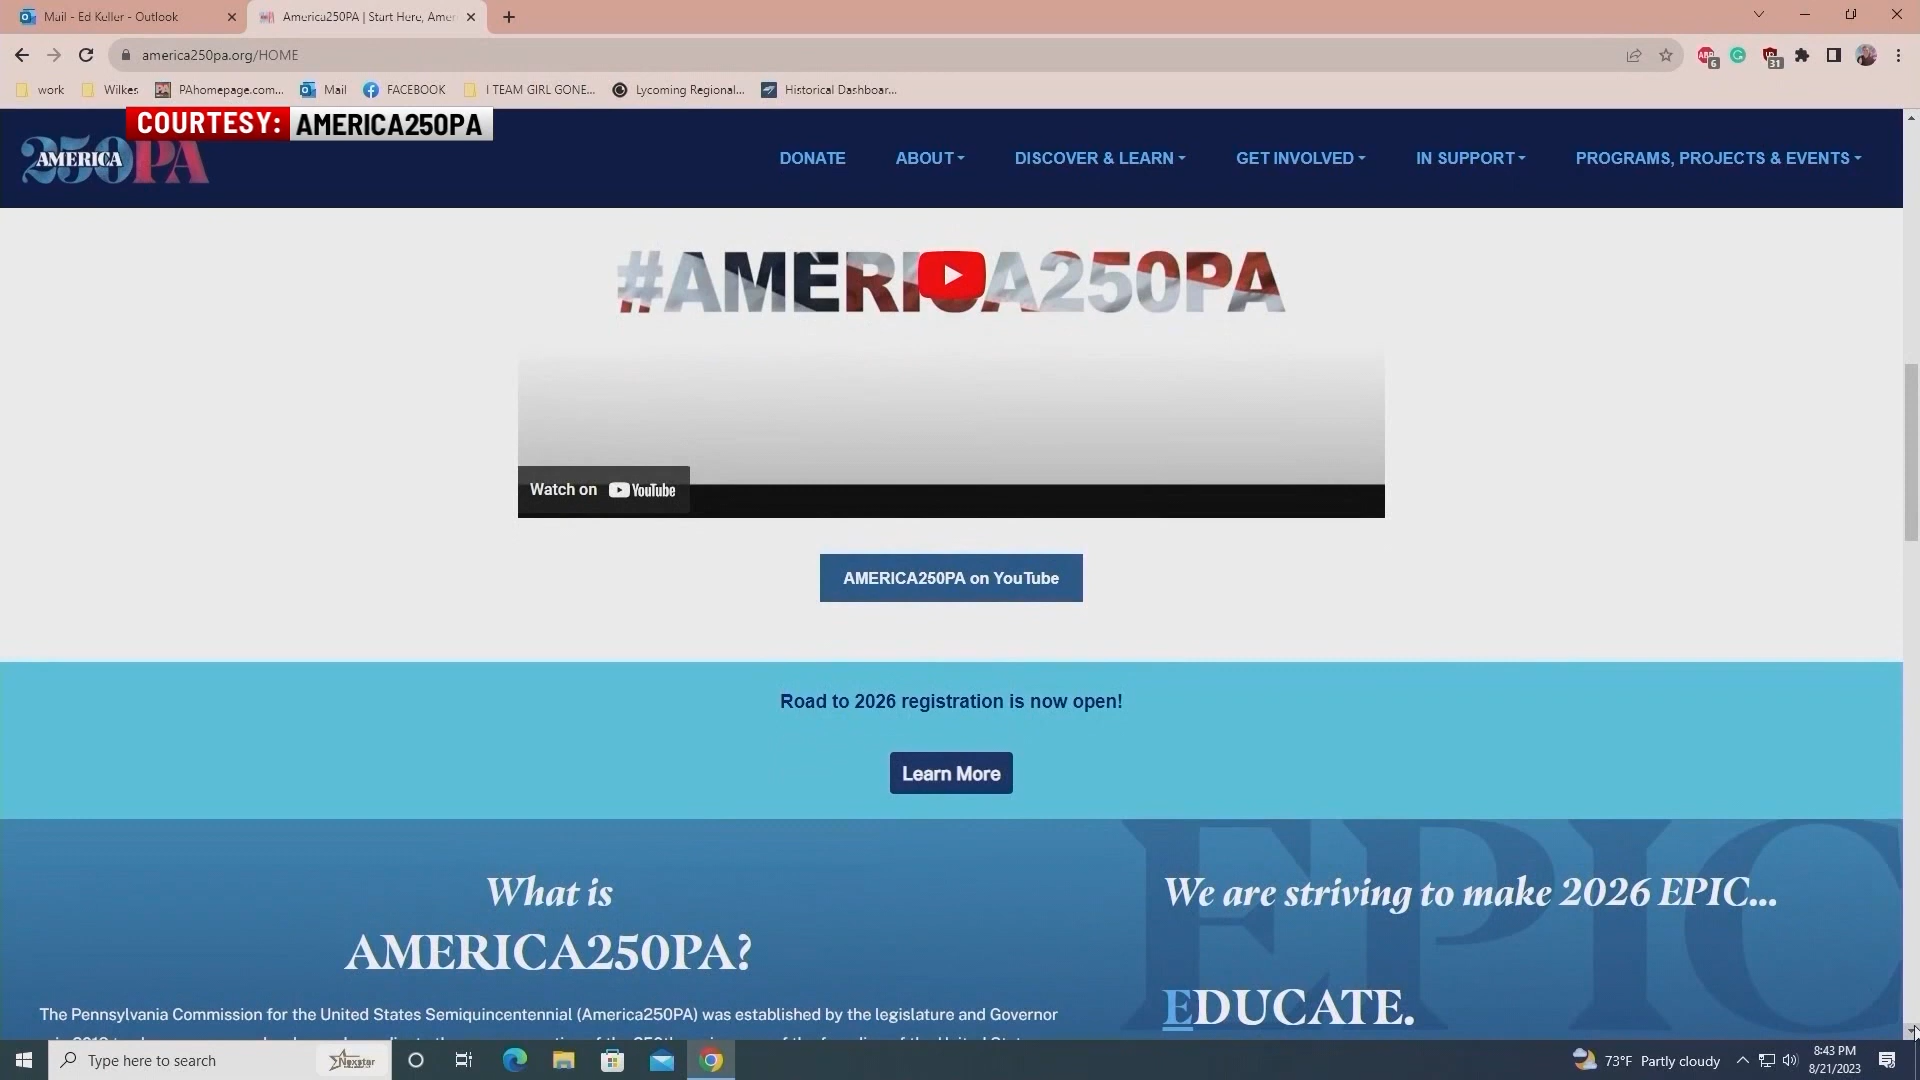 Mail - Ed Keller - Outlook
America250PA | Start Here, Amer
america250pa.org/HOME
6
31
work
Wilkes
PAhomepage.com...
Mail
FACEBOOK
I TEAM GIRL GONE...
Lycoming Regional...
Historical Dashboar...
COURTESY: AMERICA250PA
250 AMERICA PA
DONATE
ABOUT
DISCOVER & LEARN
GET INVOLVED
IN SUPPORT
PROGRAMS, PROJECTS & EVENTS
#AMERICA250PA
Watch on YouTube
AMERICA250PA on YouTube
Road to 2026 registration is now open!
Learn More
EPIC
What is
AMERICA250PA?
The Pennsylvania Commission for the United States Semiquincentennial (America250PA) was established by the legislature and Governor
We are striving to make 2026 EPIC...
EDUCATE.
Type here to search
Nexstar
73°F Partly cloudy
8:43 PM
8/21/2023